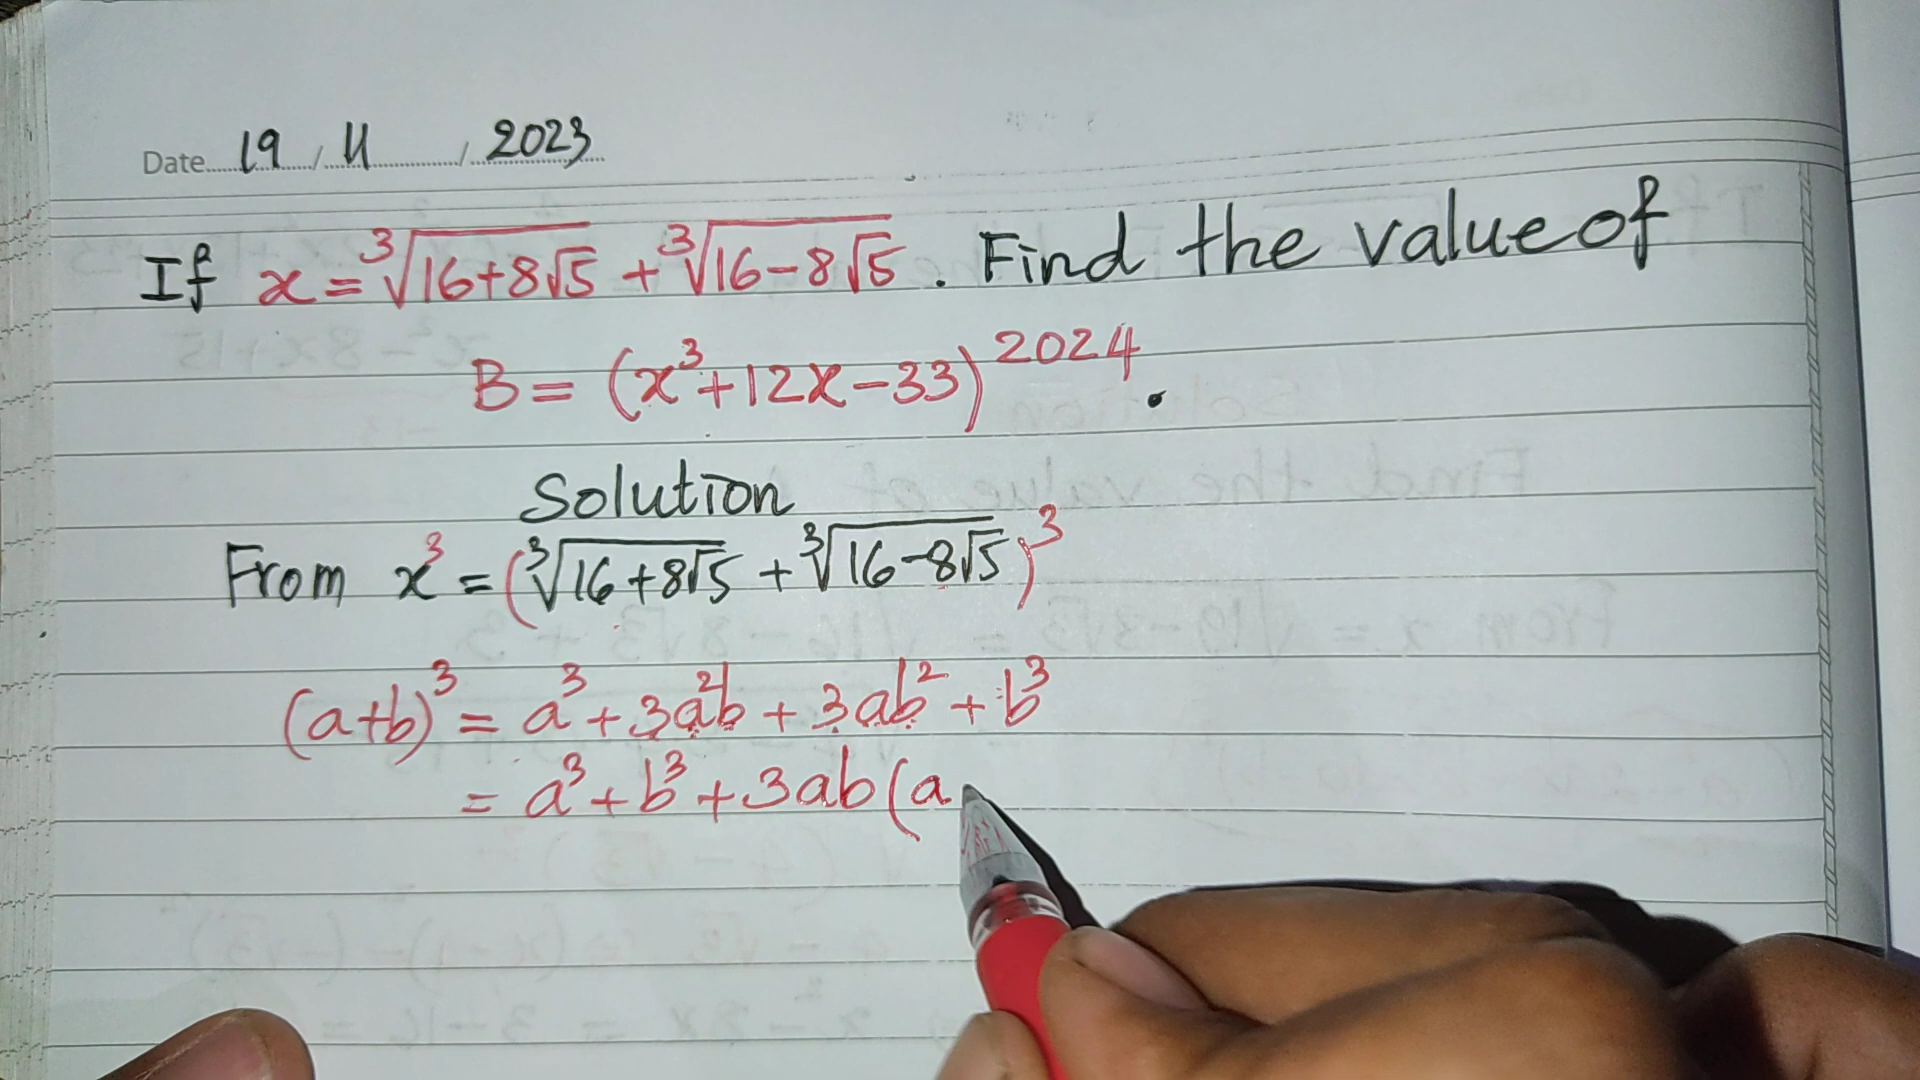 Date 19 / 11 / 2023
If x = ∛(16+8√5) + ∛(16-8√5). Find the value of
B = (x³+12x-33)²⁰²⁴.
Solution
From x³ = (∛(16+8√5) + ∛(16-8√5))³
(a+b)³ = a³ + 3a²b + 3ab² + b³
= a³ + b³ + 3ab(a